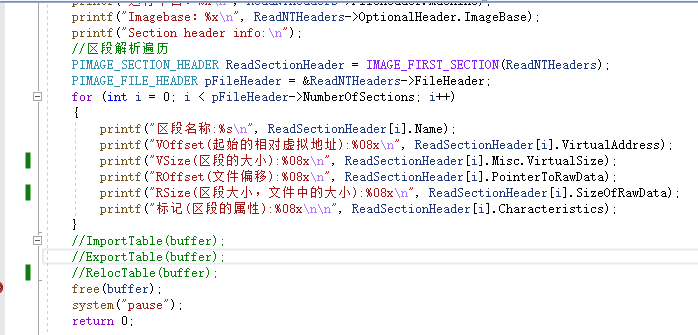 printf("Imagebase: %x\n", ReadNTHeaders->OptionalHeader.ImageBase);
printf("Section header info:\n");
//区段解析遍历
PIMAGE_SECTION_HEADER ReadSectionHeader = IMAGE_FIRST_SECTION(ReadNTHeaders);
PIMAGE_FILE_HEADER pFileHeader = &ReadNTHeaders->FileHeader;
for (int i = 0; i < pFileHeader->NumberOfSections; i++)
{
printf("区段名称:%s\n", ReadSectionHeader[i].Name);
printf("VOffset(起始的相对虚拟地址):%08x\n", ReadSectionHeader[i].VirtualAddress);
printf("VSize(区段的大小):%08x\n", ReadSectionHeader[i].Misc.VirtualSize);
printf("ROffset(文件偏移):%08x\n", ReadSectionHeader[i].PointerToRawData);
printf("RSize(区段大小，文件中的大小):%08x\n", ReadSectionHeader[i].SizeOfRawData);
printf("标记(区段的属性):%08x\n\n", ReadSectionHeader[i].Characteristics);
}
//ImportTable(buffer);
//ExportTable(buffer);
//RelocTable(buffer);
free(buffer);
system("pause");
return 0;